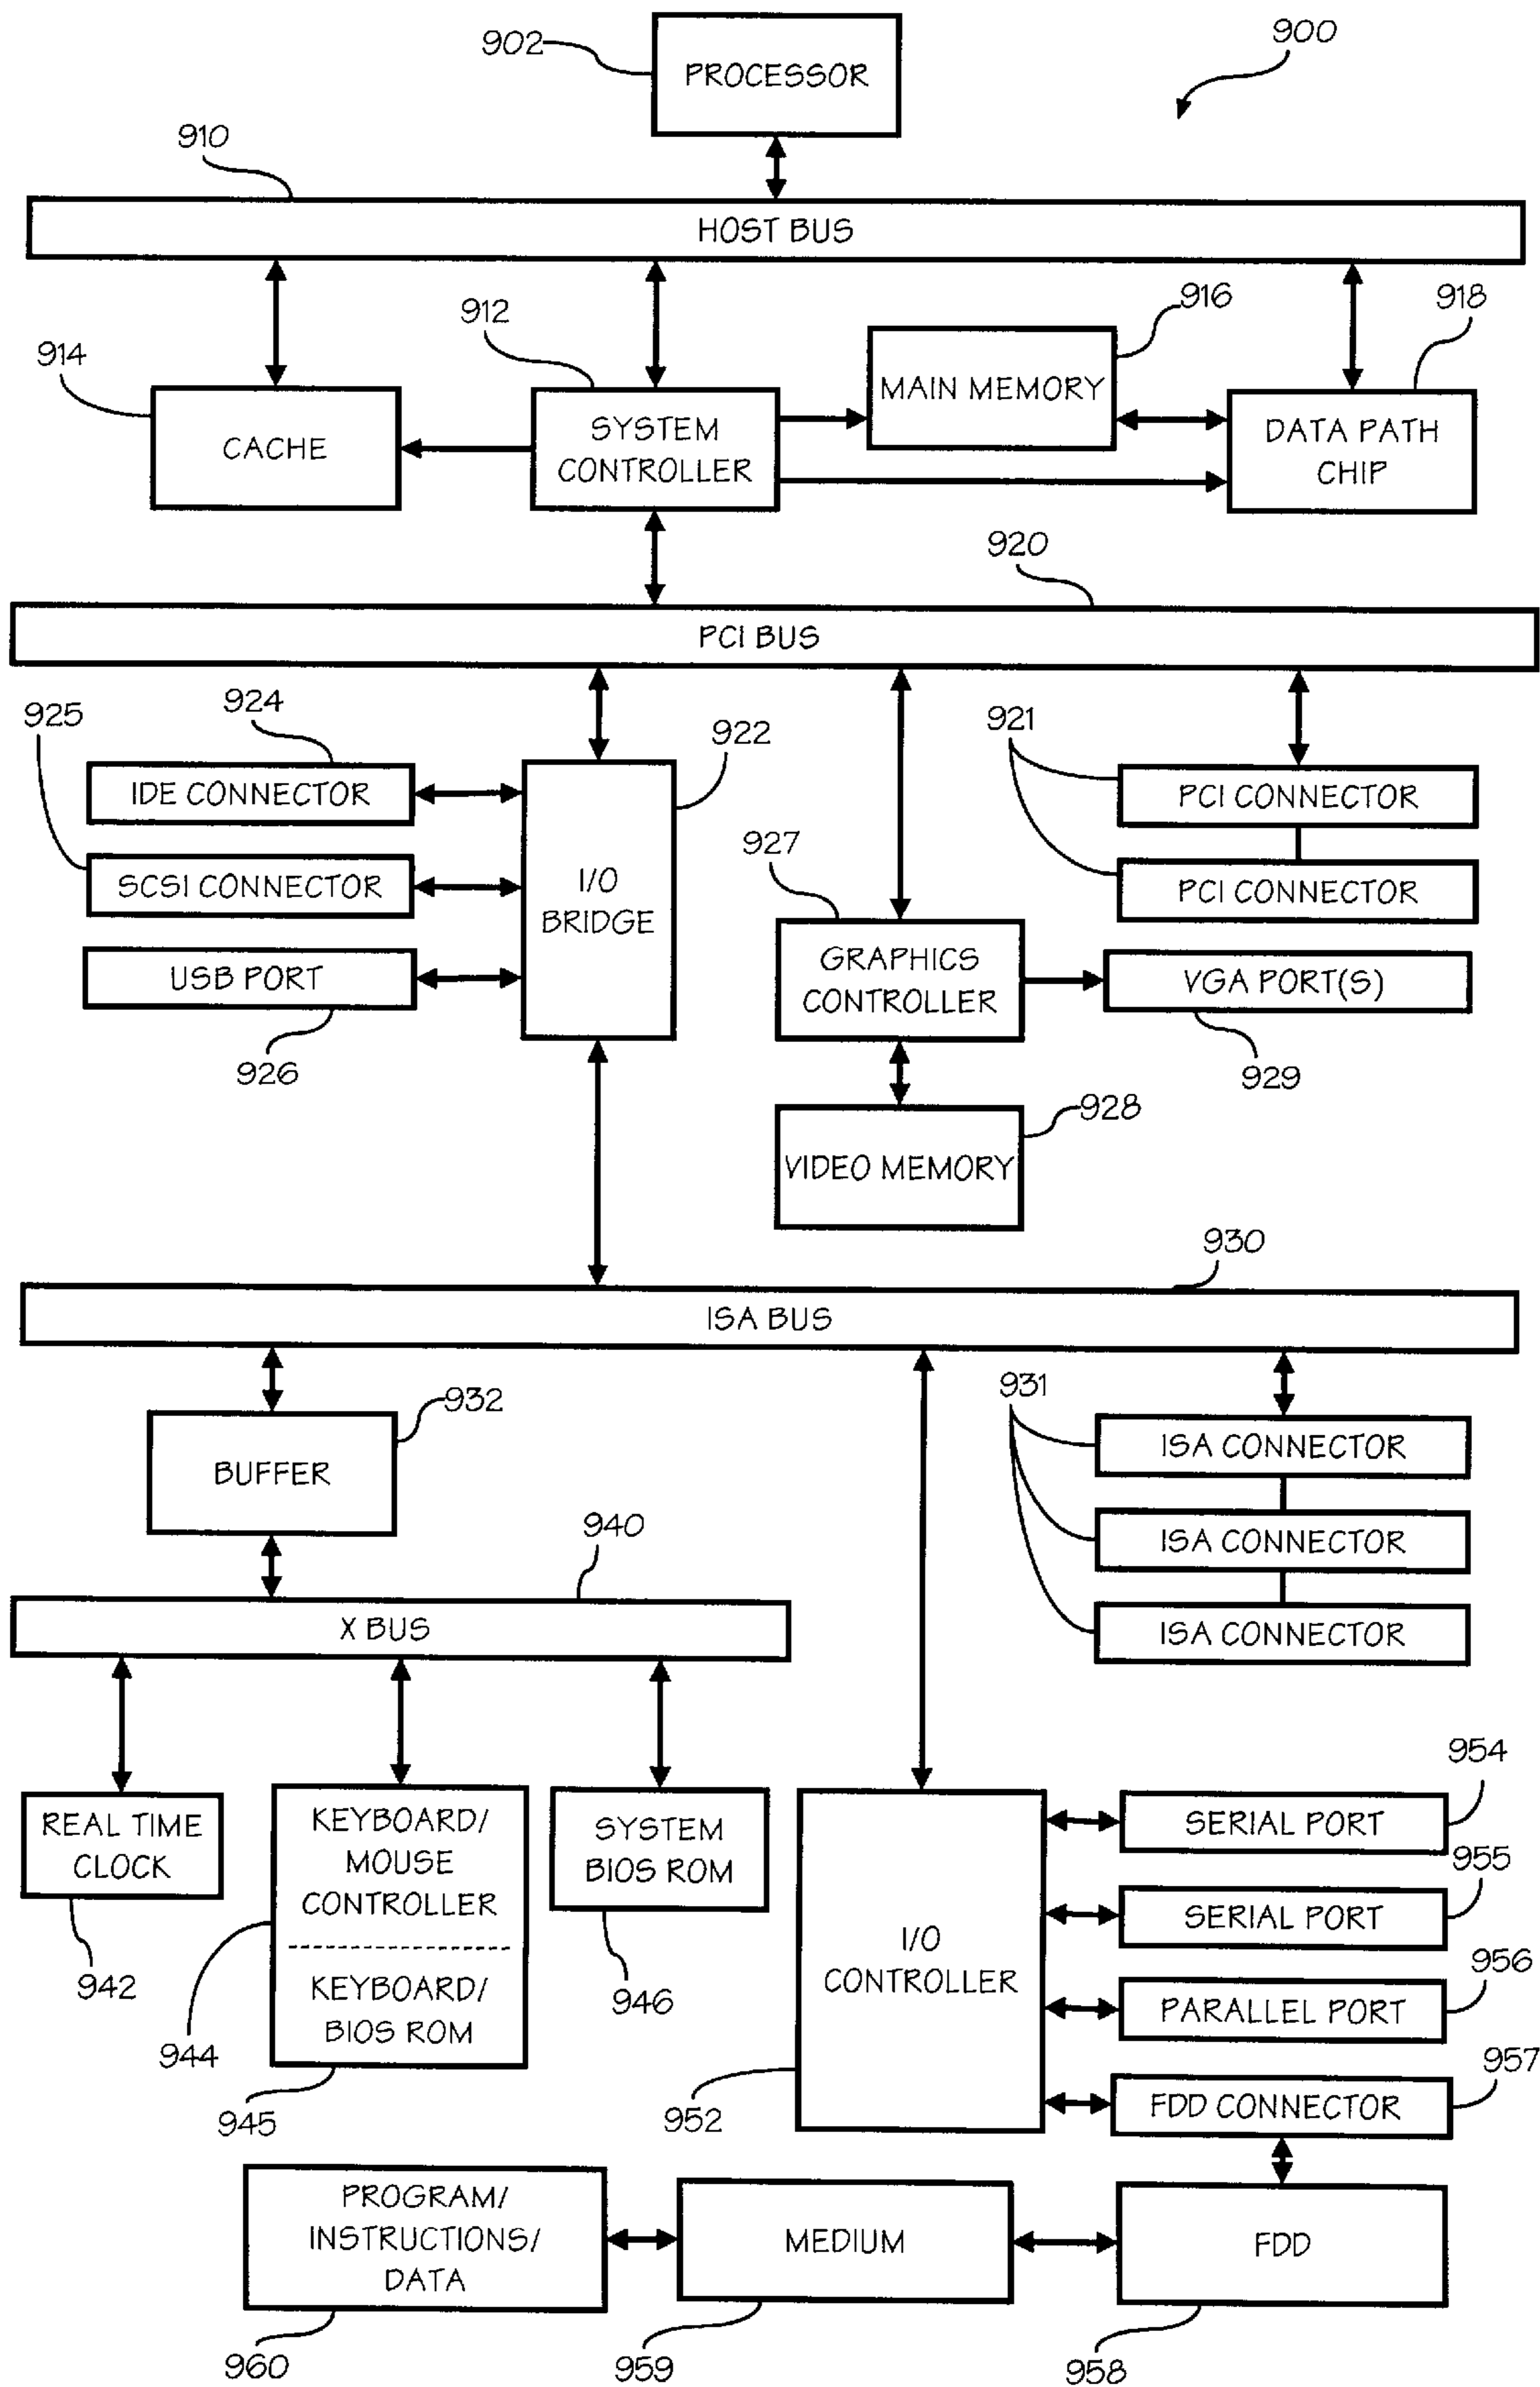 902
PROCESSOR
900
910
HOST BUS
912
916
918
914
MAIN MEMORY
CACHE
SYSTEM
CONTROLLER
DATA PATH
CHIP
920
PCI BUS
925
924
922
921
IDE CONNECTOR
PCI CONNECTOR
SCSI CONNECTOR
I/O
BRIDGE
927
PCI CONNECTOR
USB PORT
GRAPHICS
CONTROLLER
VGA PORT(S)
926
929
928
VIDEO MEMORY
930
ISA BUS
932
931
BUFFER
ISA CONNECTOR
940
ISA CONNECTOR
X BUS
ISA CONNECTOR
954
REAL TIME
CLOCK
KEYBOARD/
MOUSE
CONTROLLER
SYSTEM
BIOS ROM
SERIAL PORT
955
SERIAL PORT
I/O
CONTROLLER
942
KEYBOARD/
BIOS ROM
946
956
PARALLEL PORT
944
957
945
952
FDD CONNECTOR
PROGRAM/
INSTRUCTIONS/
DATA
MEDIUM
FDD
960
959
958